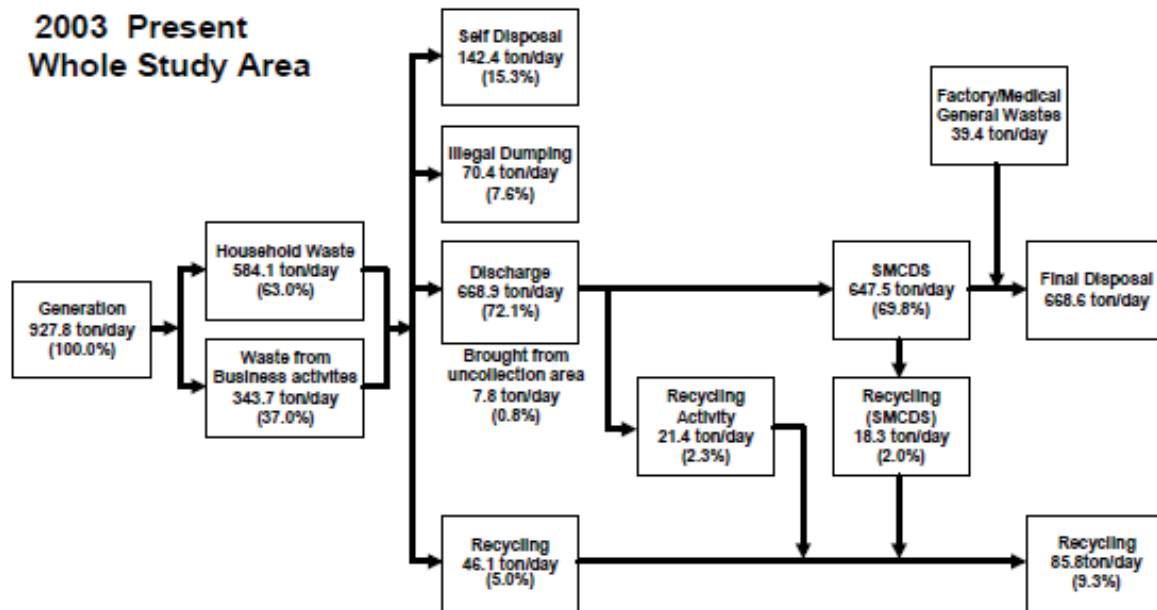 2003 Present
Whole Study Area
Self Disposal
142.4 ton/day
(15.3%)
Factory/Medical
General Wastes
39.4 ton/day
Illegal Dumping
70.4 ton/day
(7.6%)
Household Waste
584.1 ton/day
(63.0%)
Discharge
668.9 ton/day
(72.1%)
SMCDS
647.5 ton/day
(69.8%)
Final Disposal
668.6 ton/day
Generation
927.8 ton/day
(100.0%)
Waste from
Business activites
343.7 ton/day
(37.0%)
Brought from
uncollection area
7.8 ton/day
(0.8%)
Recycling
Activity
21.4 ton/day
(2.3%)
Recycling
(SMCDS)
18.3 ton/day
(2.0%)
Recycling
46.1 ton/day
(5.0%)
Recycling
85.8ton/day
(9.3%)